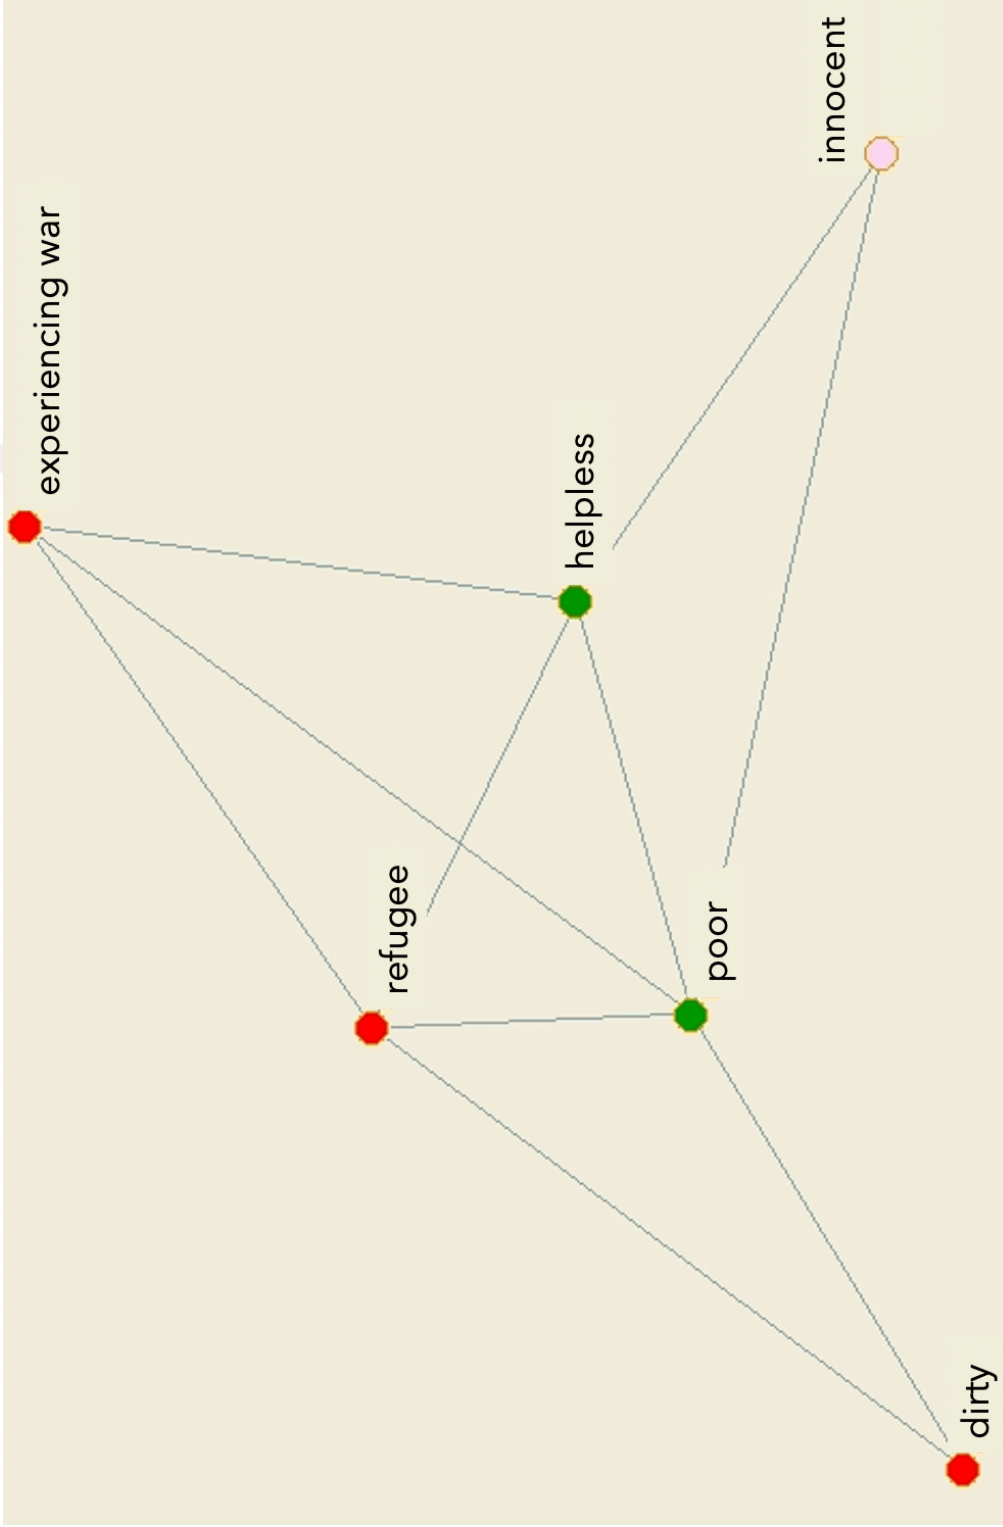 experiencing war
refugee
helpless
poor
innocent
dirty